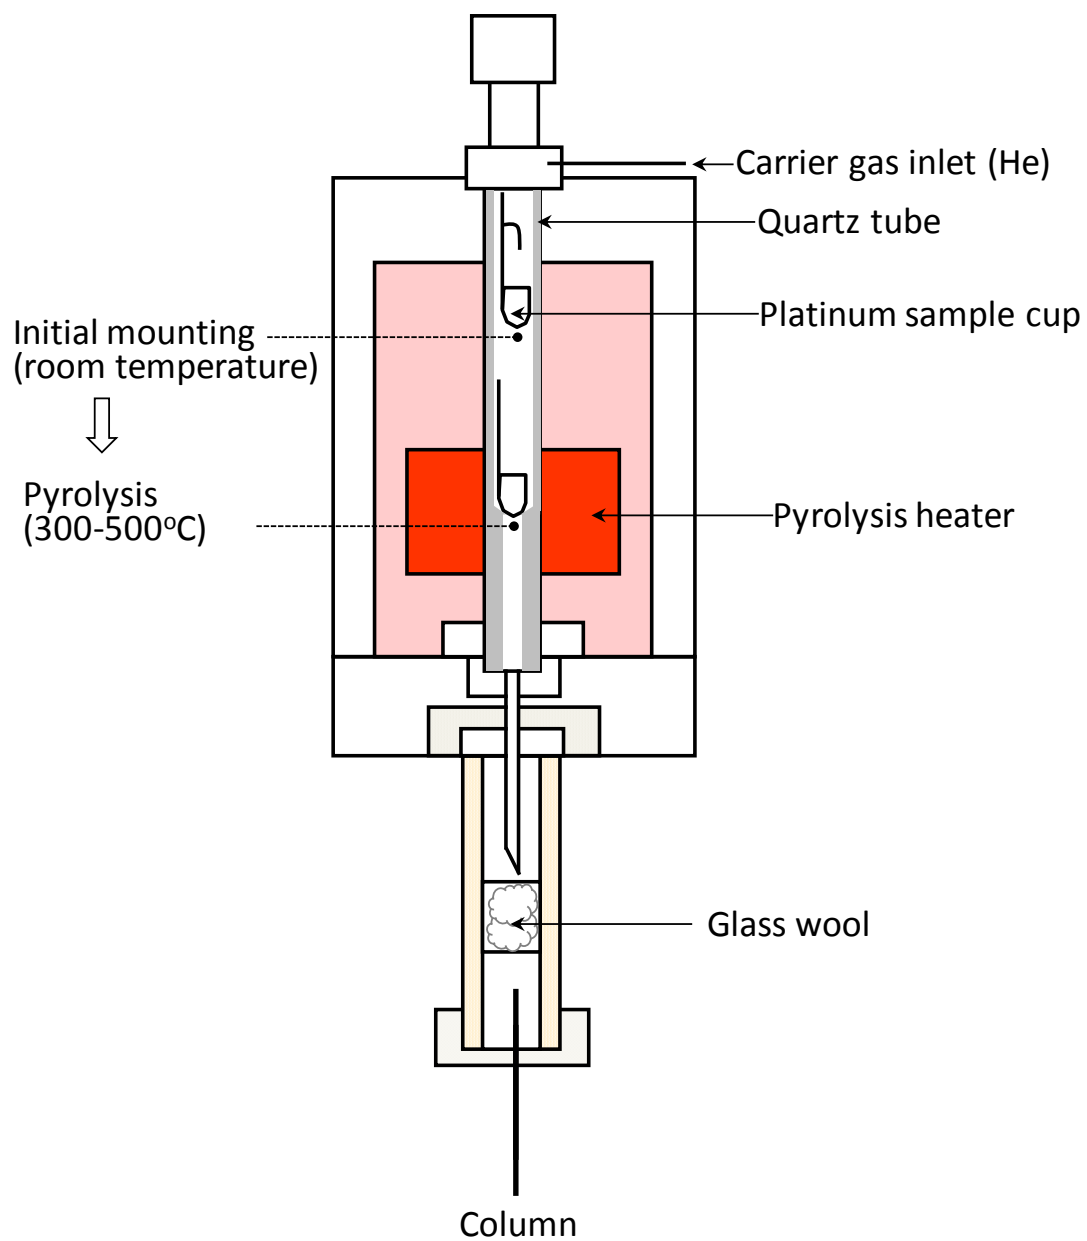 Carrier gas inlet (He)
Quartz tube
Platinum sample cup
Initial mounting
(room temperature)
Pyrolysis
(300-500ºC)
Pyrolysis heater
Glass wool
Column